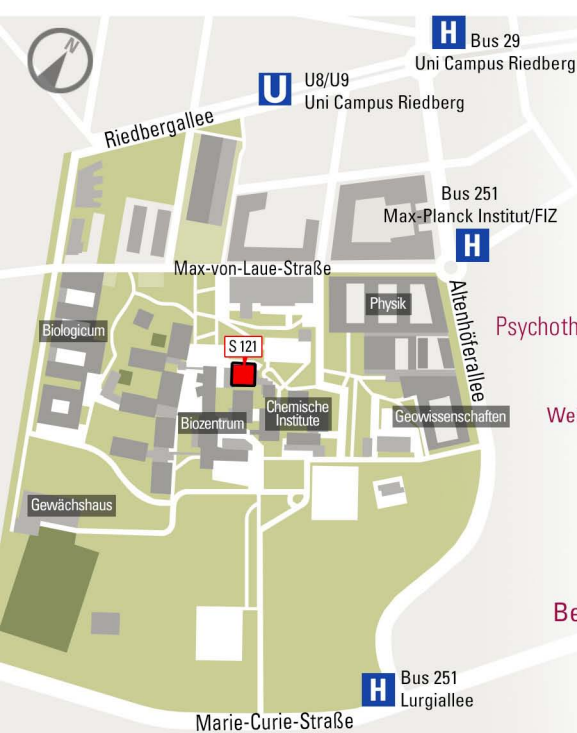 N
H Bus 29
Uni Campus Riedberg
U U8/U9
Uni Campus Riedberg
Riedbergallee
Bus 251
Max-Planck Institut/FIZ
H
Max-von-Laue-Straße
Altenhöferallee
Physik
Psychoth
Biologicum
S 121
Chemische
Institute
Biozentrum
Geowissenschaften
We
Gewächshaus
Be
H Bus 251
Lurgiallee
Marie-Curie-Straße